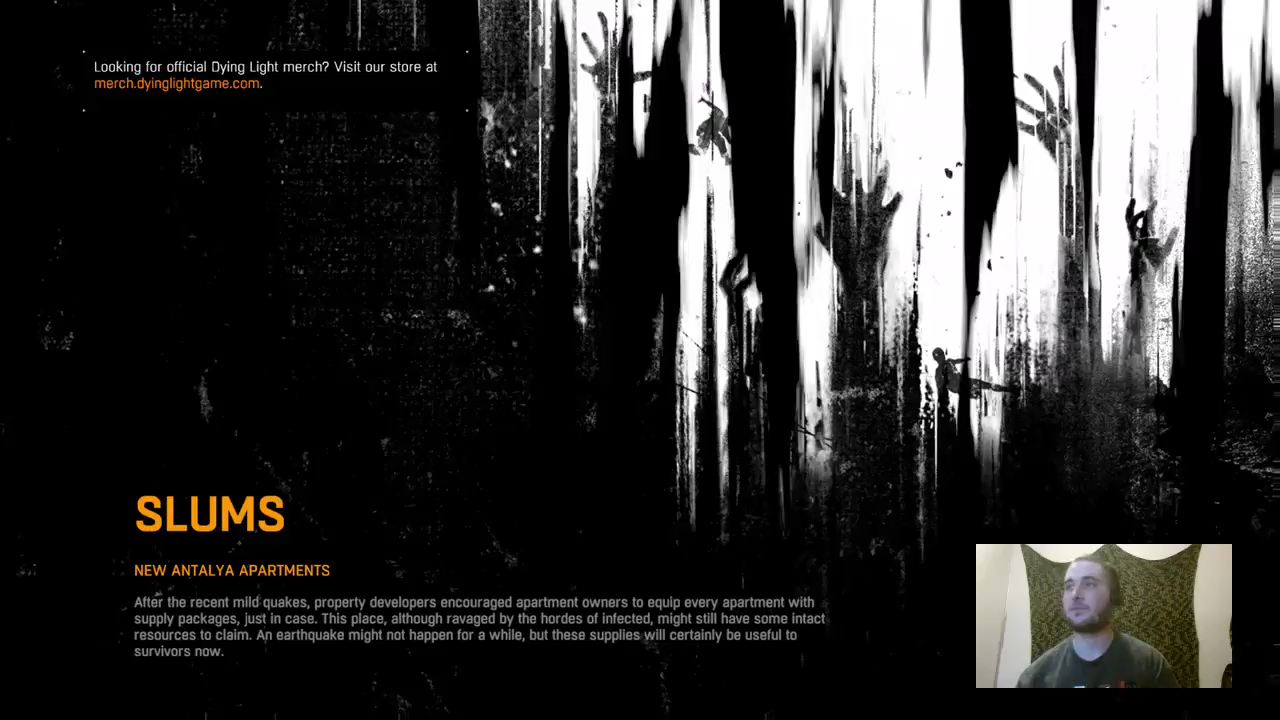 Looking for official Dying Light merch? Visit our store at
merch.dyinglightgame.com.
SLUMS
NEW ANTALYA APARTMENTS
After the recent mild quakes, property developers encouraged apartment owners to equip every apartment with
supply packages, just in case. This place, although ravaged by the hordes of infected, might still have some intact
resources to claim. An earthquake might not happen for a while, but these supplies will certainly be useful to
survivors now.